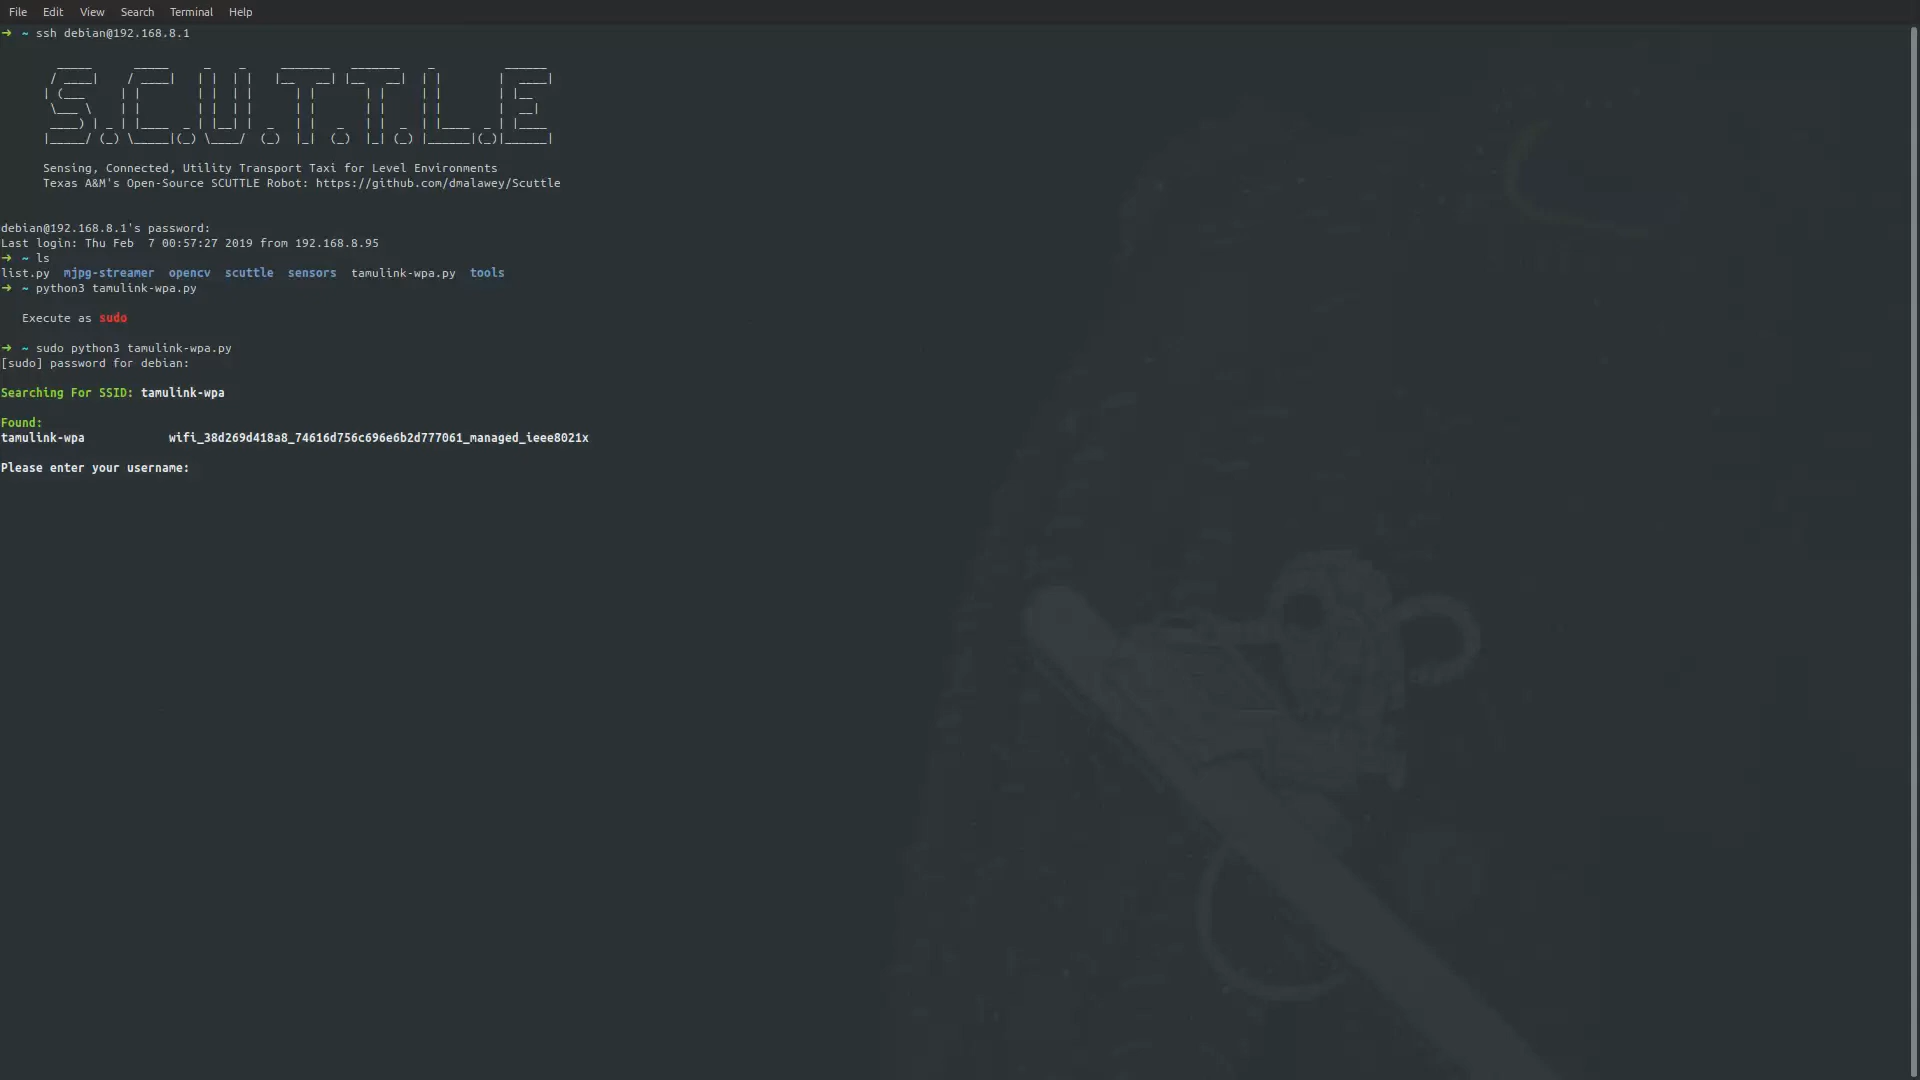 File Edit View Search Terminal Help
➜ ~ ssh debian@192.168.8.1
S.C.U.T.T.L.E
Sensing, Connected, Utility Transport Taxi for Level Environments
Texas A&M's Open-Source SCUTTLE Robot: https://github.com/dmalawey/Scuttle
debian@192.168.8.1's password:
Last login: Thu Feb  7 00:57:27 2019 from 192.168.8.95
➜ ~ ls
list.py  mjpg-streamer  opencv  scuttle  sensors  tamulink-wpa.py  tools
➜ ~ python3 tamulink-wpa.py
Execute as sudo
➜ ~ sudo python3 tamulink-wpa.py
[sudo] password for debian:
Searching For SSID: tamulink-wpa
Found:
tamulink-wpa            wifi_38d269d418a8_74616d756c696e6b2d777061_managed_ieee8021x
Please enter your username: